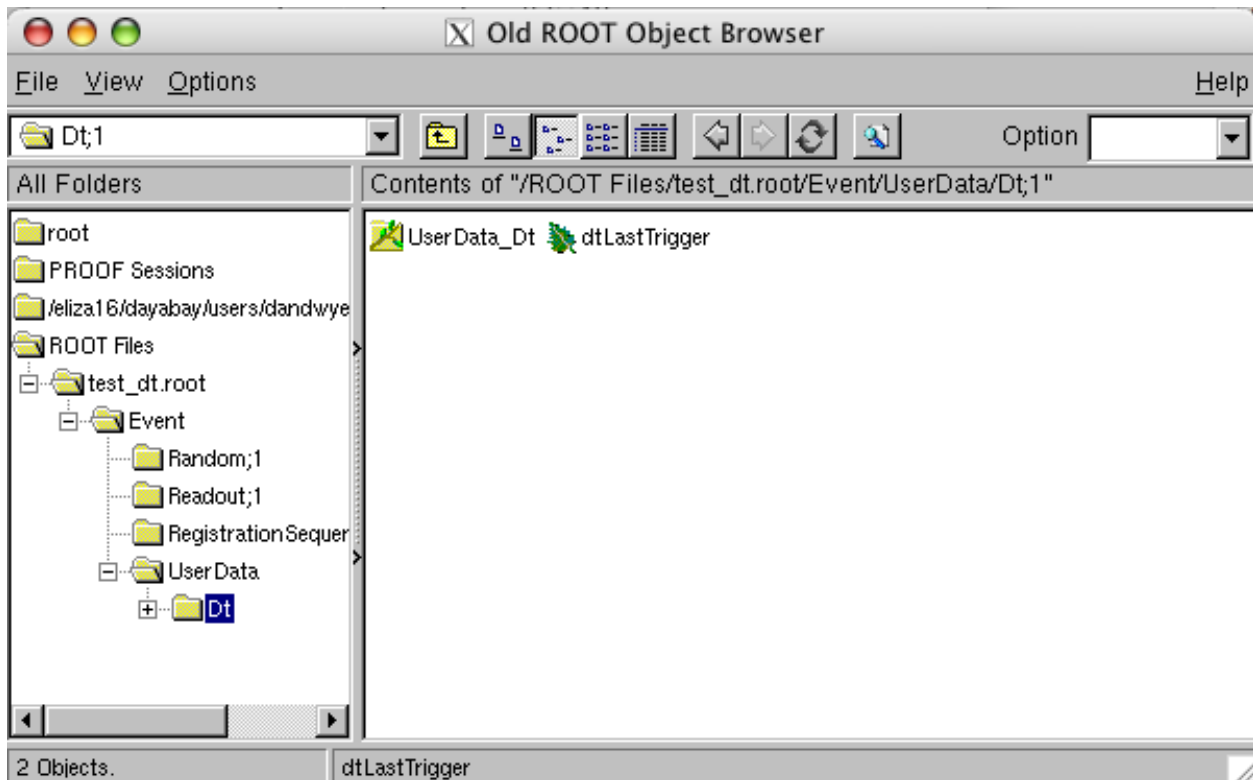 X Old ROOT Object Browser
File View Options Help
Dt;1 Option
All Folders Contents of "/ROOT Files/test_dt.root/Event/UserData/Dt;1"
root UserData_Dt dtLastTrigger
PROOF Sessions
/eliza16/dayabay/users/dandwye
ROOT Files
test_dt.root
Event
Random;1
Readout;1
RegistrationSequer
UserData
Dt
2 Objects. dtLastTrigger